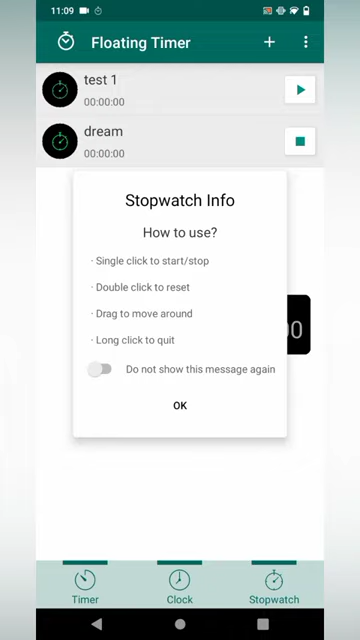 11:09
Floating Timer
test 1
00:00:00
dream
00:00:00
Stopwatch Info
How to use?
· Single click to start/stop
· Double click to reset
· Drag to move around
· Long click to quit
Do not show this message again
OK
Timer
Clock
Stopwatch